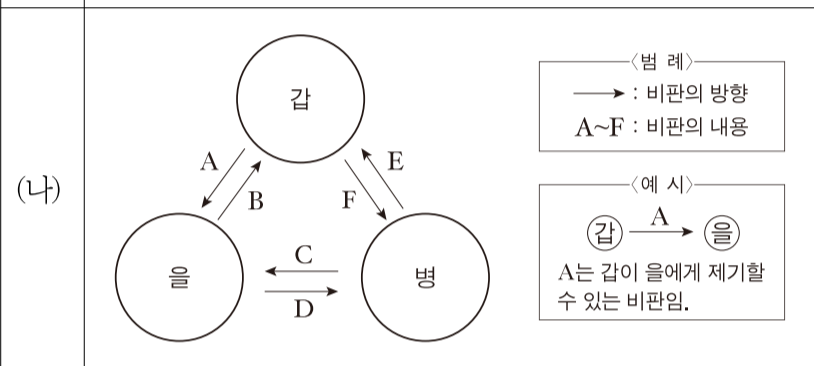 (나)
갑
을
병
A
B
C
D
E
F
〈범 례〉
⟶ : 비판의 방향
A~F : 비판의 내용
〈예 시〉
갑 A 을
A는 갑이 을에게 제기할
수 있는 비판임.